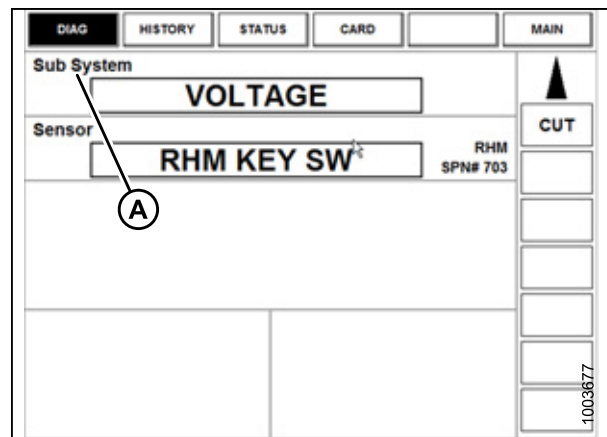 DIAG HISTORY STATUS CARD MAIN
Sub System
VOLTAGE
CUT
Sensor
RHM KEY SW
RHM
SPN# 703
A
1003677